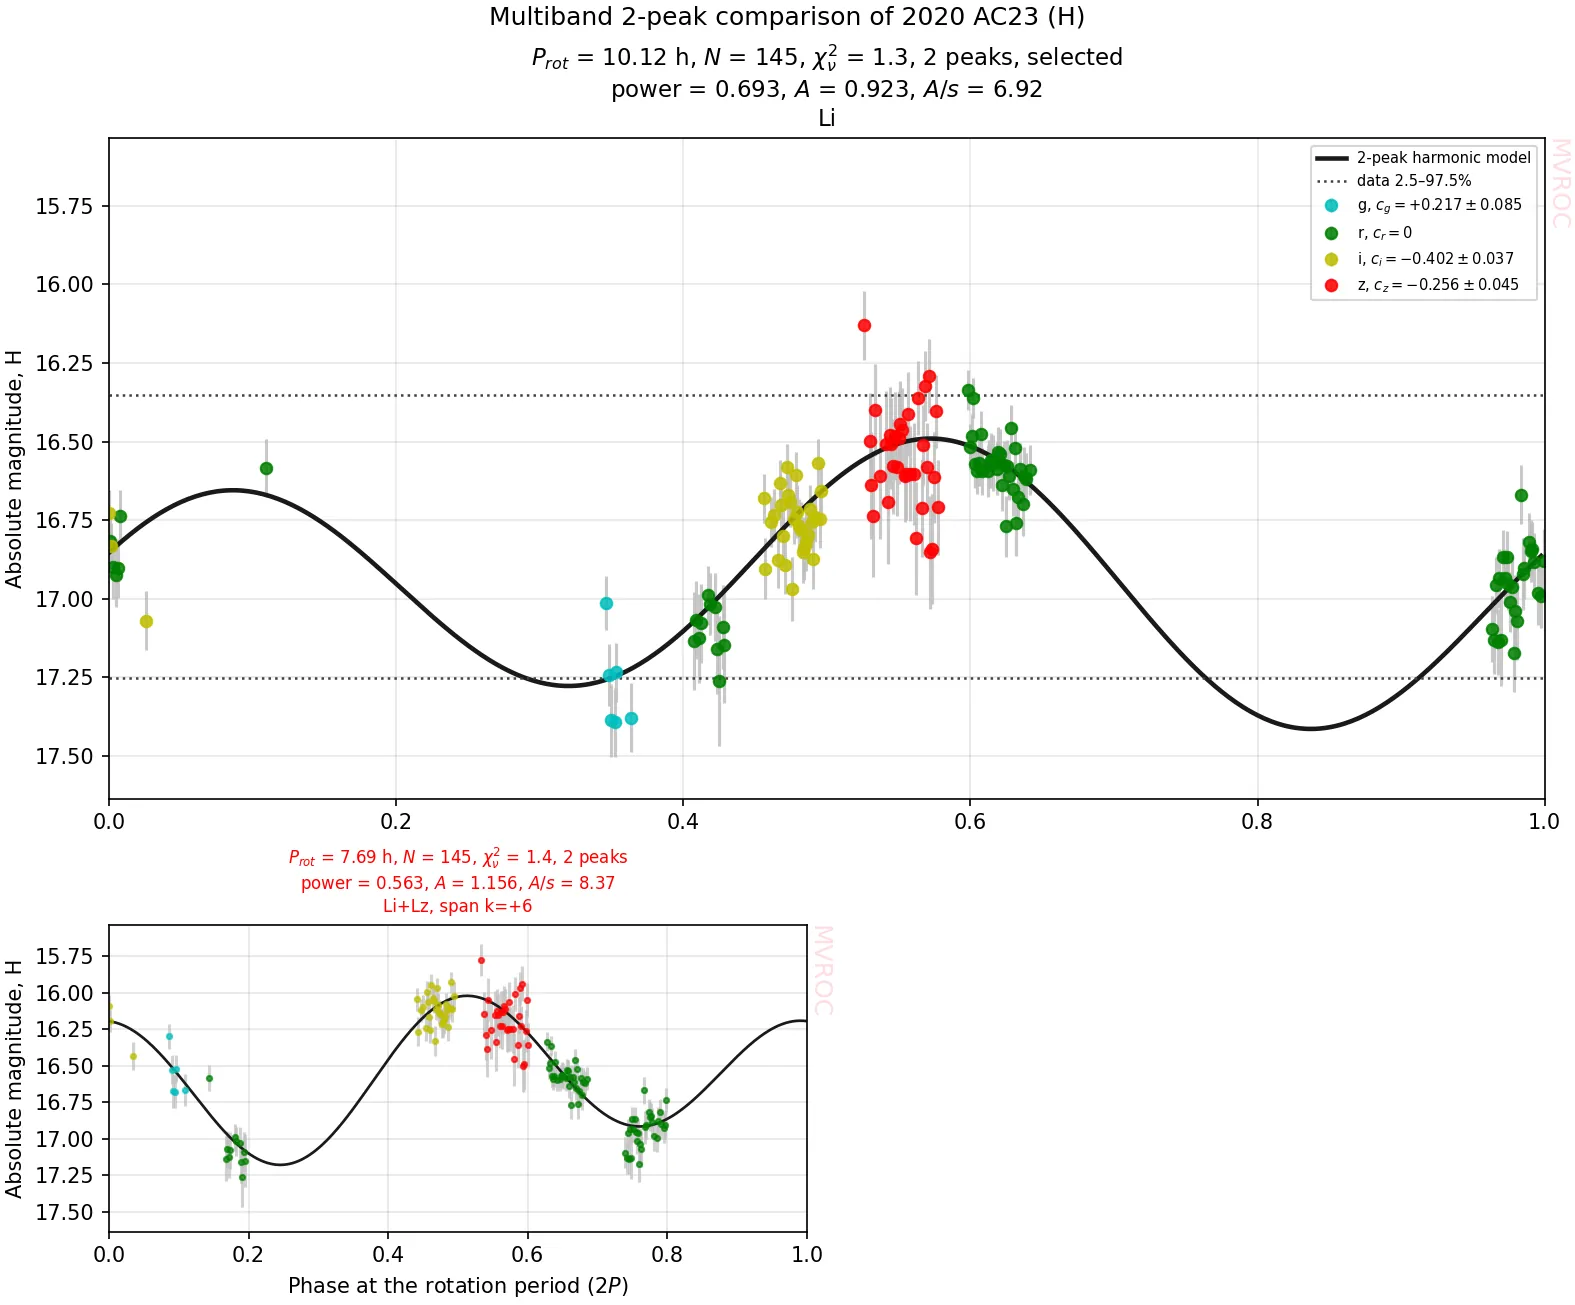 Multiband 2-peak comparison of 2020 AC23 (H)
P_rot = 10.12 h, N = 145, χ²_ν = 1.3, 2 peaks, selected
power = 0.693, A = 0.923, A/s = 6.92
Li
MVROC
2-peak harmonic model
data 2.5–97.5%
g, c_g = +0.217 ± 0.085
r, c_r = 0
i, c_i = −0.402 ± 0.037
z, c_z = −0.256 ± 0.045
Absolute magnitude, H
15.75
16.00
16.25
16.50
16.75
17.00
17.25
17.50
0.0 0.2 0.4 0.6 0.8 1.0
P_rot = 7.69 h, N = 145, χ²_ν = 1.4, 2 peaks
power = 0.563, A = 1.156, A/s = 8.37
Li+Lz, span k=+6
MVROC
Absolute magnitude, H
15.75
16.00
16.25
16.50
16.75
17.00
17.25
17.50
0.0 0.2 0.4 0.6 0.8 1.0
Phase at the rotation period (2P)